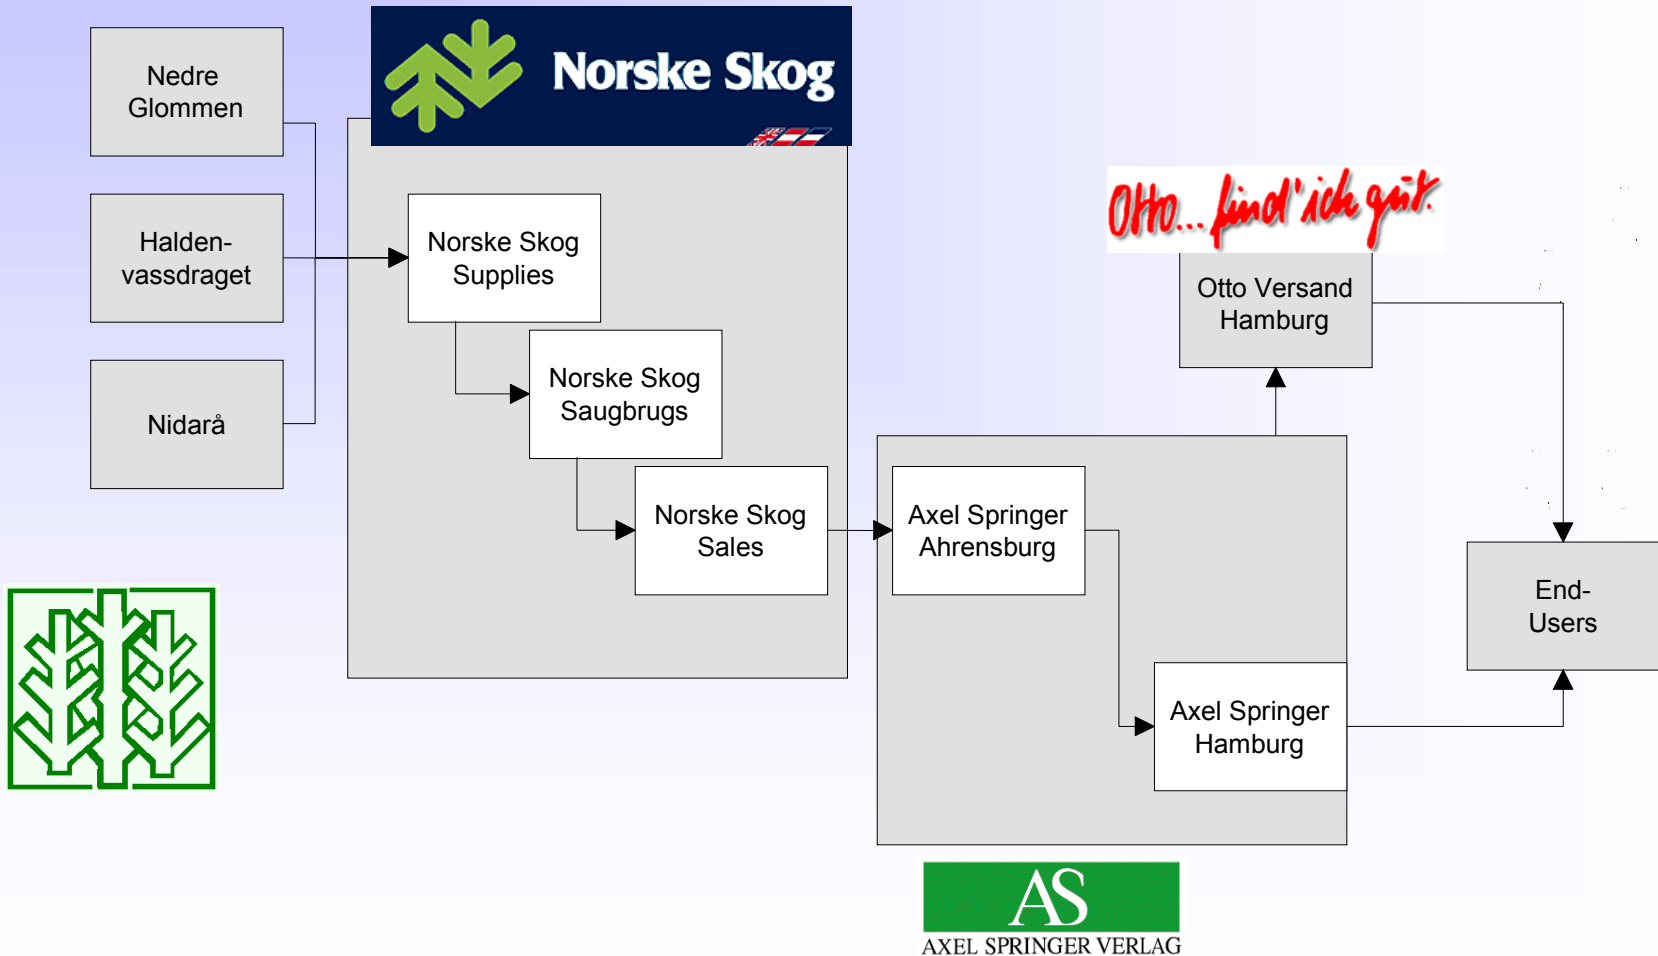 Nedre
Glommen
Norske Skog
Halden-
vassdraget
Norske Skog
Supplies
Otto... find' ich gut.
Otto Versand
Hamburg
Nidarå
Norske Skog
Saugbrugs
Norske Skog
Sales
Axel Springer
Ahrensburg
End-
Users
Axel Springer
Hamburg
AS
AXEL SPRINGER VERLAG